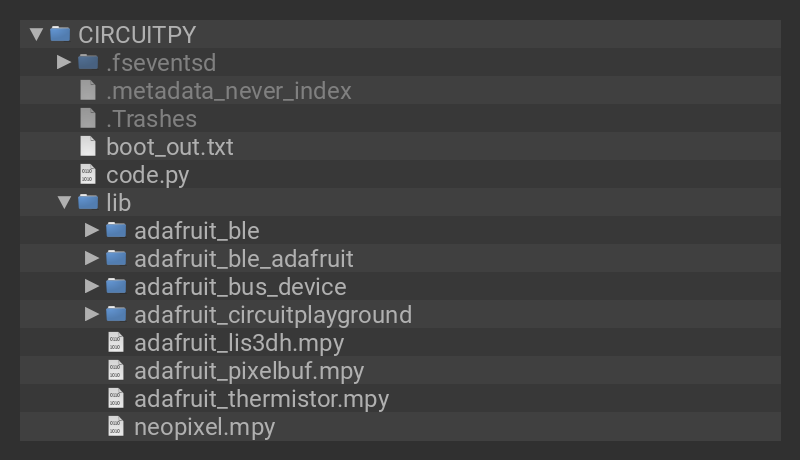 CIRCUITPY
.fseventsd
.metadata_never_index
.Trashes
boot_out.txt
code.py
lib
adafruit_ble
adafruit_ble_adafruit
adafruit_bus_device
adafruit_circuitplayground
adafruit_lis3dh.mpy
adafruit_pixelbuf.mpy
adafruit_thermistor.mpy
neopixel.mpy